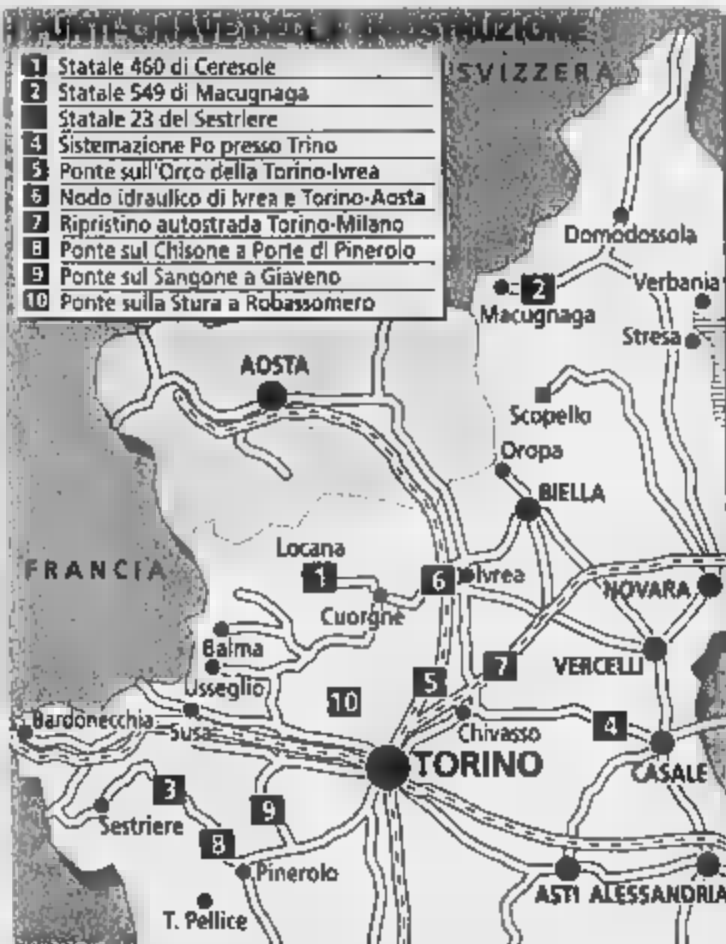 I PUNTI-CHIAVE DELLA RICOSTRUZIONE
1 Statale 460 di Ceresole
2 Statale 549 di Macugnaga
Statale 23 del Sestriere
4 Sistemazione Po presso Trino
5 Ponte sull'Orco della Torino-Ivrea
6 Nodo idraulico di Ivrea e Torino-Aosta
7 Ripristino autostrada Torino-Milano
8 Ponte sul Chisone a Porte di Pinerolo
9 Ponte sul Sangone a Giaveno
10 Ponte sulla Stura a Robassomero
SVIZZERA
Domodossola
Verbania
2
Macugnaga
Stresa
AOSTA
Scopello
Oropa
BIELLA
FRANCIA
Locana
1
6
Ivrea
NOVARA
Cuorgnè
Balma
VERCELLI
7
Usseglio
5
10
Bardonecchia
Susa
Chivasso
4
TORINO
CASALE
3
9
Sestriere
8
Pinerolo
ASTI
ALESSANDRIA
T. Pellice